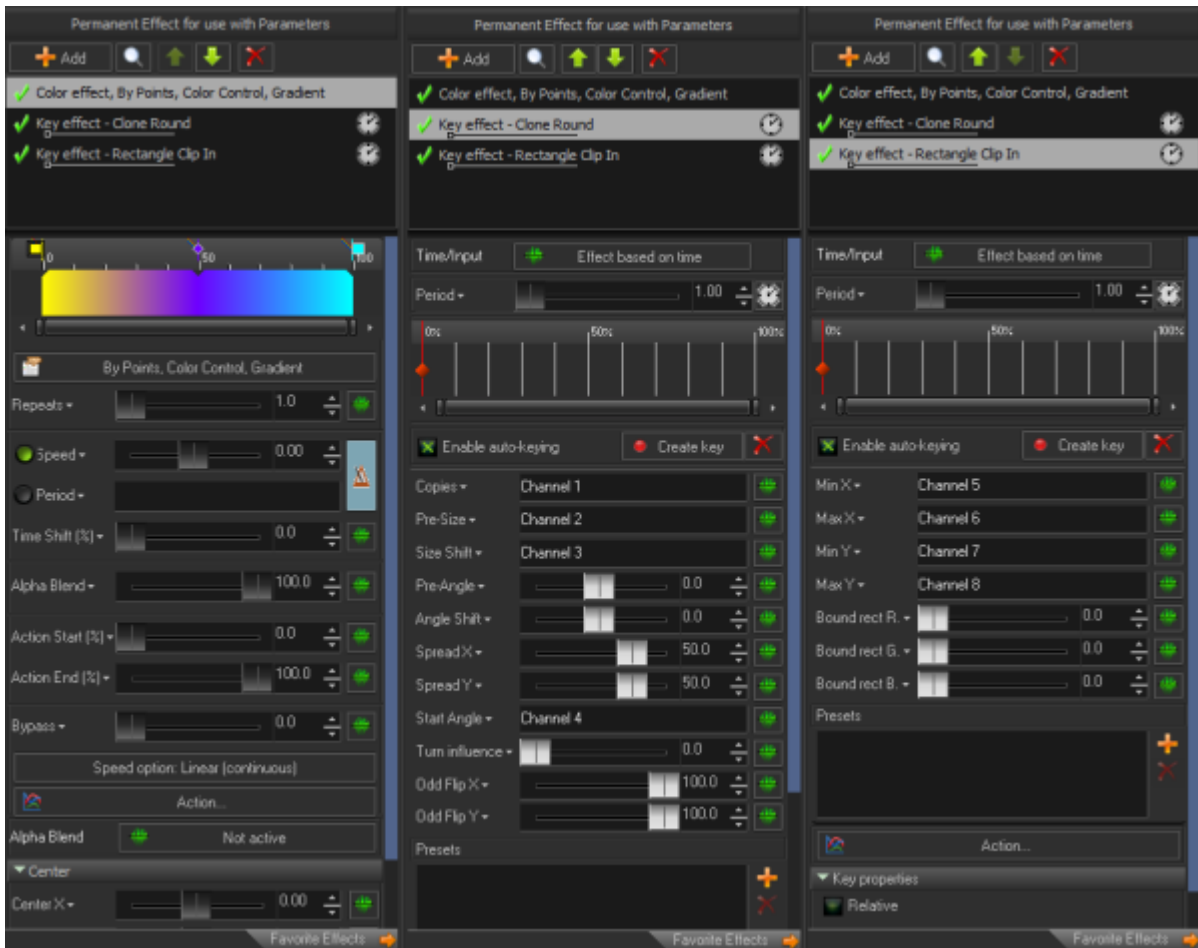 Permanent Effect for use with Parameters
Add
Color effect, By Points, Color Control, Gradient
Key effect - Clone Round
Key effect - Rectangle Clip In
0
50
100
By Points, Color Control, Gradient
Repeats
1.0
Speed
0.00
Period
Time Shift (%)
0.0
Alpha Blend
100.0
Action Start (%)
0.0
Action End (%)
100.0
Bypass
0.0
Speed option: Linear (continuous)
Action...
Alpha Blend
Not active
Center
Center X
0.00
Favorite Effects
Permanent Effect for use with Parameters
Add
Color effect, By Points, Color Control, Gradient
Key effect - Clone Round
Key effect - Rectangle Clip In
Time/Input
Effect based on time
Period
1.00
0%
50%
100%
Enable auto-keying
Create key
Copies
Channel 1
Pre-Size
Channel 2
Size Shift
Channel 3
Pre-Angle
0.0
Angle Shift
0.0
Spread X
50.0
Spread Y
50.0
Start Angle
Channel 4
Turn influence
0.0
Odd Flip X
100.0
Odd Flip Y
100.0
Presets
Favorite Effects
Permanent Effect for use with Parameters
Add
Color effect, By Points, Color Control, Gradient
Key effect - Clone Round
Key effect - Rectangle Clip In
Time/Input
Effect based on time
Period
1.00
0%
50%
100%
Enable auto-keying
Create key
Min X
Channel 5
Max X
Channel 6
Min Y
Channel 7
Max Y
Channel 8
Bound rect R.
0.0
Bound rect G.
0.0
Bound rect B.
0.0
Presets
Action...
Key properties
Relative
Favorite Effects